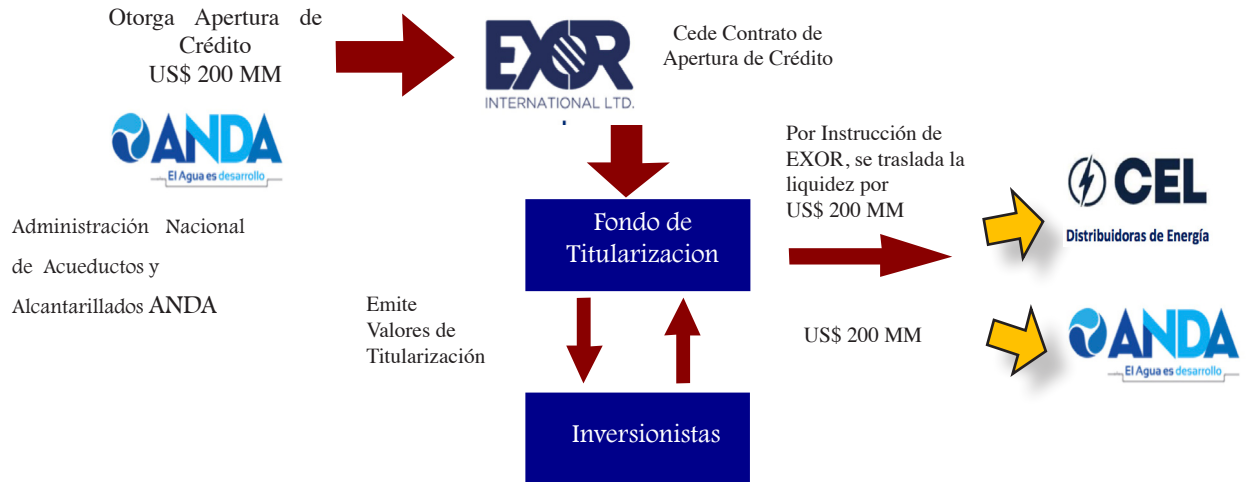 Otorga Apertura de
Crédito
US$ 200 MM
EXOR
INTERNATIONAL LTD.
Cede Contrato de
Apertura de Crédito
ANDA
El Agua es desarrollo
Administración Nacional
de Acueductos y
Alcantarillados ANDA
Fondo de
Titularizacion
Por Instrucción de
EXOR, se traslada la
liquidez por
US$ 200 MM
CEL
Distribuidoras de Energía
Emite
Valores de
Titularización
US$ 200 MM
ANDA
El Agua es desarrollo
Inversionistas